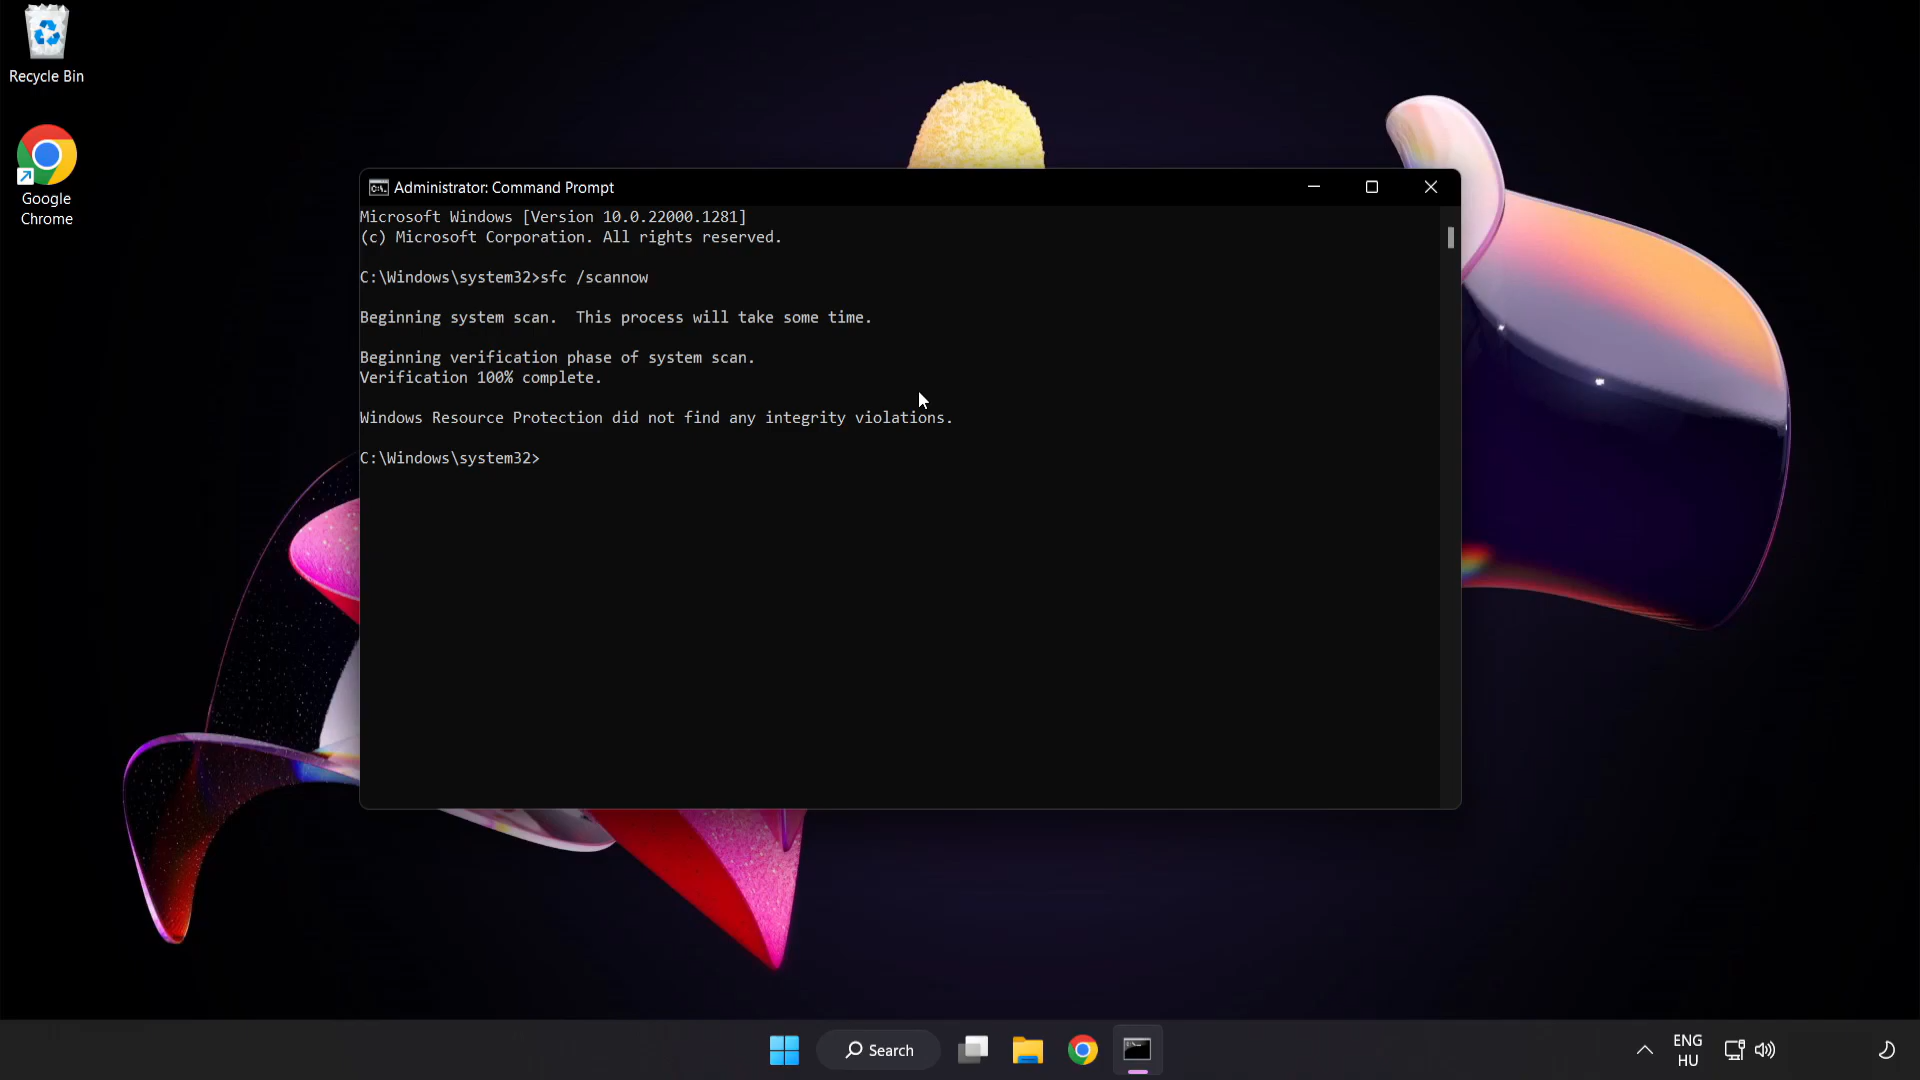 Recycle Bin
Google
Chrome
Administrator: Command Prompt
Microsoft Windows [Version 10.0.22000.1281]
(c) Microsoft Corporation. All rights reserved.
C:\Windows\system32>sfc /scannow
Beginning system scan.  This process will take some time.
Beginning verification phase of system scan.
Verification 100% complete.
Windows Resource Protection did not find any integrity violations.
C:\Windows\system32>
Search
ENG
HU